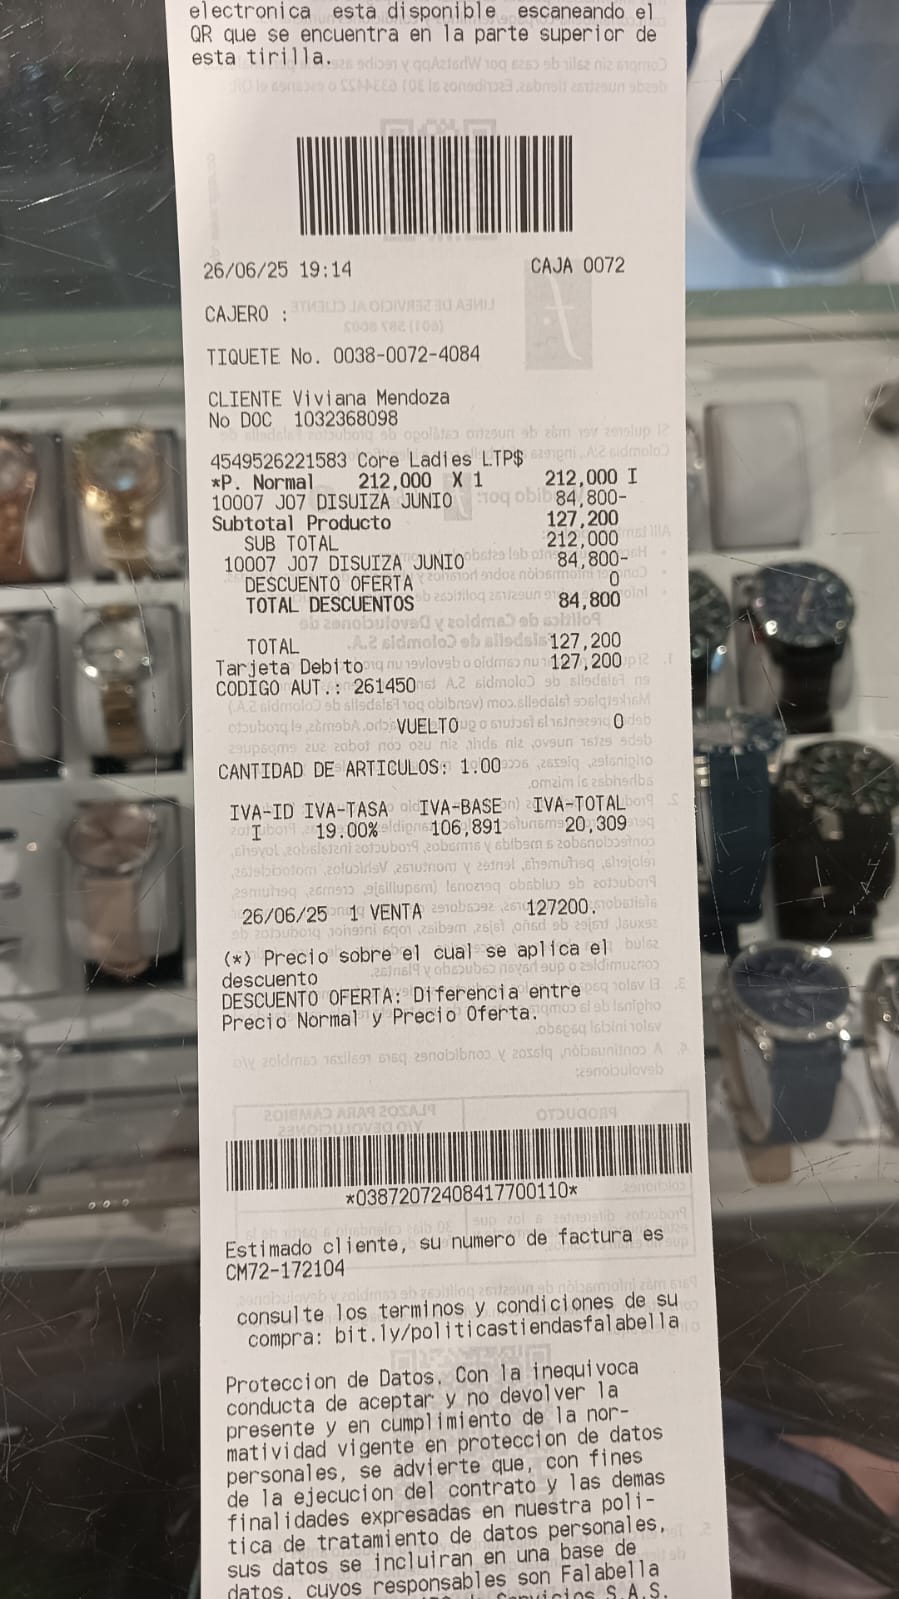 electronica esta disponible escaneando el
QR que se encuentra en la parte superior de
esta tirilla.
26/06/25 19:14 CAJA 0072
CAJERO :
TIQUETE No. 0038-0072-4084
CLIENTE Viviana Mendoza
No DOC 1032368098
4549526221583 Core Ladies LTP$
*P. Normal 212,000 X 1 212,000 I
10007 J07 DISUIZA JUNIO 84,800-
Subtotal Producto 127,200
SUB TOTAL 212,000
10007 J07 DISUIZA JUNIO 84,800-
DESCUENTO OFERTA 0
TOTAL DESCUENTOS 84,800
TOTAL 127,200
Tarjeta Debito 127,200
CODIGO AUT.: 261450
VUELTO 0
CANTIDAD DE ARTICULOS: 1.00
IVA-ID IVA-TASA IVA-BASE IVA-TOTAL
I 19.00% 106,891 20,309
26/06/25 1 VENTA 127200.
(*) Precio sobre el cual se aplica el
descuento
DESCUENTO OFERTA: Diferencia entre
Precio Normal y Precio Oferta.
*03872072408417700110*
Estimado cliente, su numero de factura es
CM72-172104
consulte los terminos y condiciones de su
compra: bit.ly/politicastiendasfalabella
Proteccion de Datos. Con la inequivoca
conducta de aceptar y no devolver la
presente y en cumplimiento de la nor-
matividad vigente en proteccion de datos
personales, se advierte que, con fines
de la ejecucion del contrato y las demas
finalidades expresadas en nuestra poli-
tica de tratamiento de datos personales,
sus datos se incluiran en una base de
datos, cuyos responsables son Falabella
Servicios S.A.S.